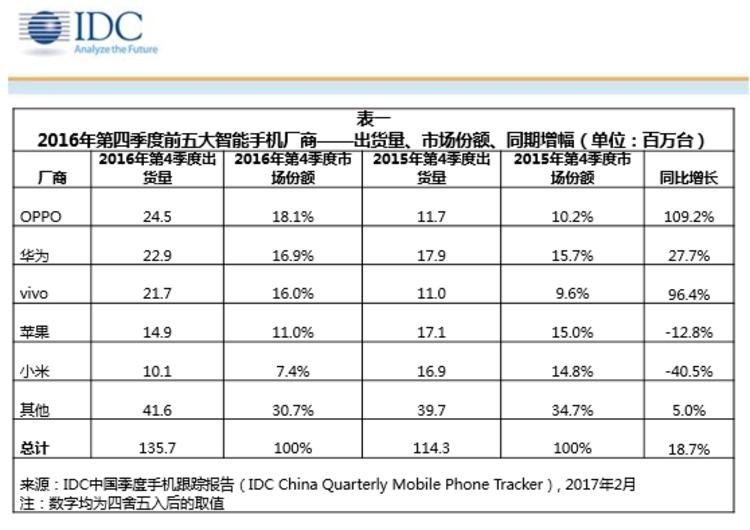 IDC
Analyze the Future
表一
2016年第四季度前五大智能手机厂商——出货量、市场份额、同期增幅（单位：百万台）
厂商 2016年第4季度出货量 2016年第4季度市场份额 2015年第4季度出货量 2015年第4季度市场份额 同比增长
OPPO 24.5 18.1% 11.7 10.2% 109.2%
华为 22.9 16.9% 17.9 15.7% 27.7%
vivo 21.7 16.0% 11.0 9.6% 96.4%
苹果 14.9 11.0% 17.1 15.0% -12.8%
小米 10.1 7.4% 16.9 14.8% -40.5%
其他 41.6 30.7% 39.7 34.7% 5.0%
总计 135.7 100% 114.3 100% 18.7%
来源：IDC中国季度手机跟踪报告（IDC China Quarterly Mobile Phone Tracker），2017年2月
注：数字均为四舍五入后的取值